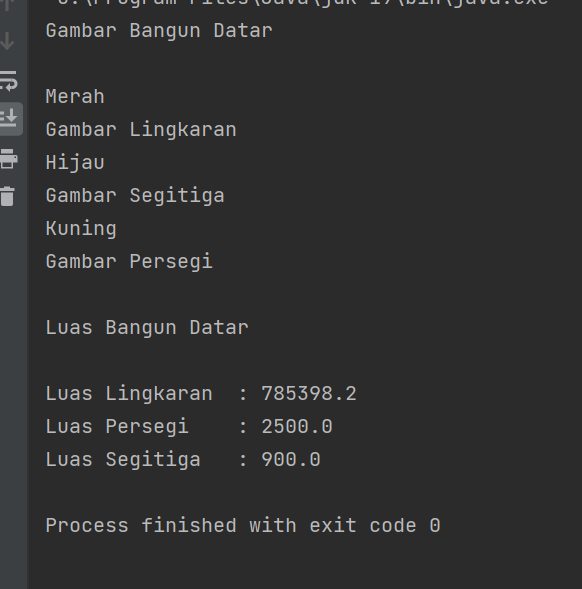 Gambar Bangun Datar
Merah
Gambar Lingkaran
Hijau
Gambar Segitiga
Kuning
Gambar Persegi
Luas Bangun Datar
Luas Lingkaran  : 785398.2
Luas Persegi    : 2500.0
Luas Segitiga   : 900.0
Process finished with exit code 0